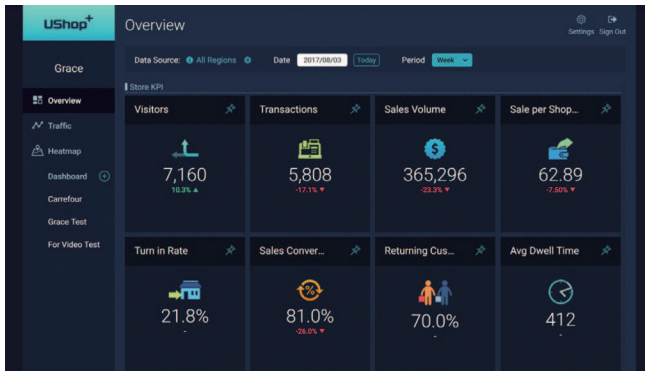 UShop+
Overview
Settings
Sign Out
Grace
Data Source: All Regions
Date 2017/08/03 Today
Period Week
Store KPI
Overview
Traffic
Heatmap
Dashboard
Carrefour
Grace Test
For Video Test
Visitors
7,160
10.3% ▲
Transactions
5,808
-17.1% ▼
Sales Volume
365,296
-23.3% ▼
Sale per Shop...
62.89
-7.50% ▼
Turn in Rate
21.8%
-
Sales Conver...
81.0%
-26.0% ▼
Returning Cus...
70.0%
-
Avg Dwell Time
412
-